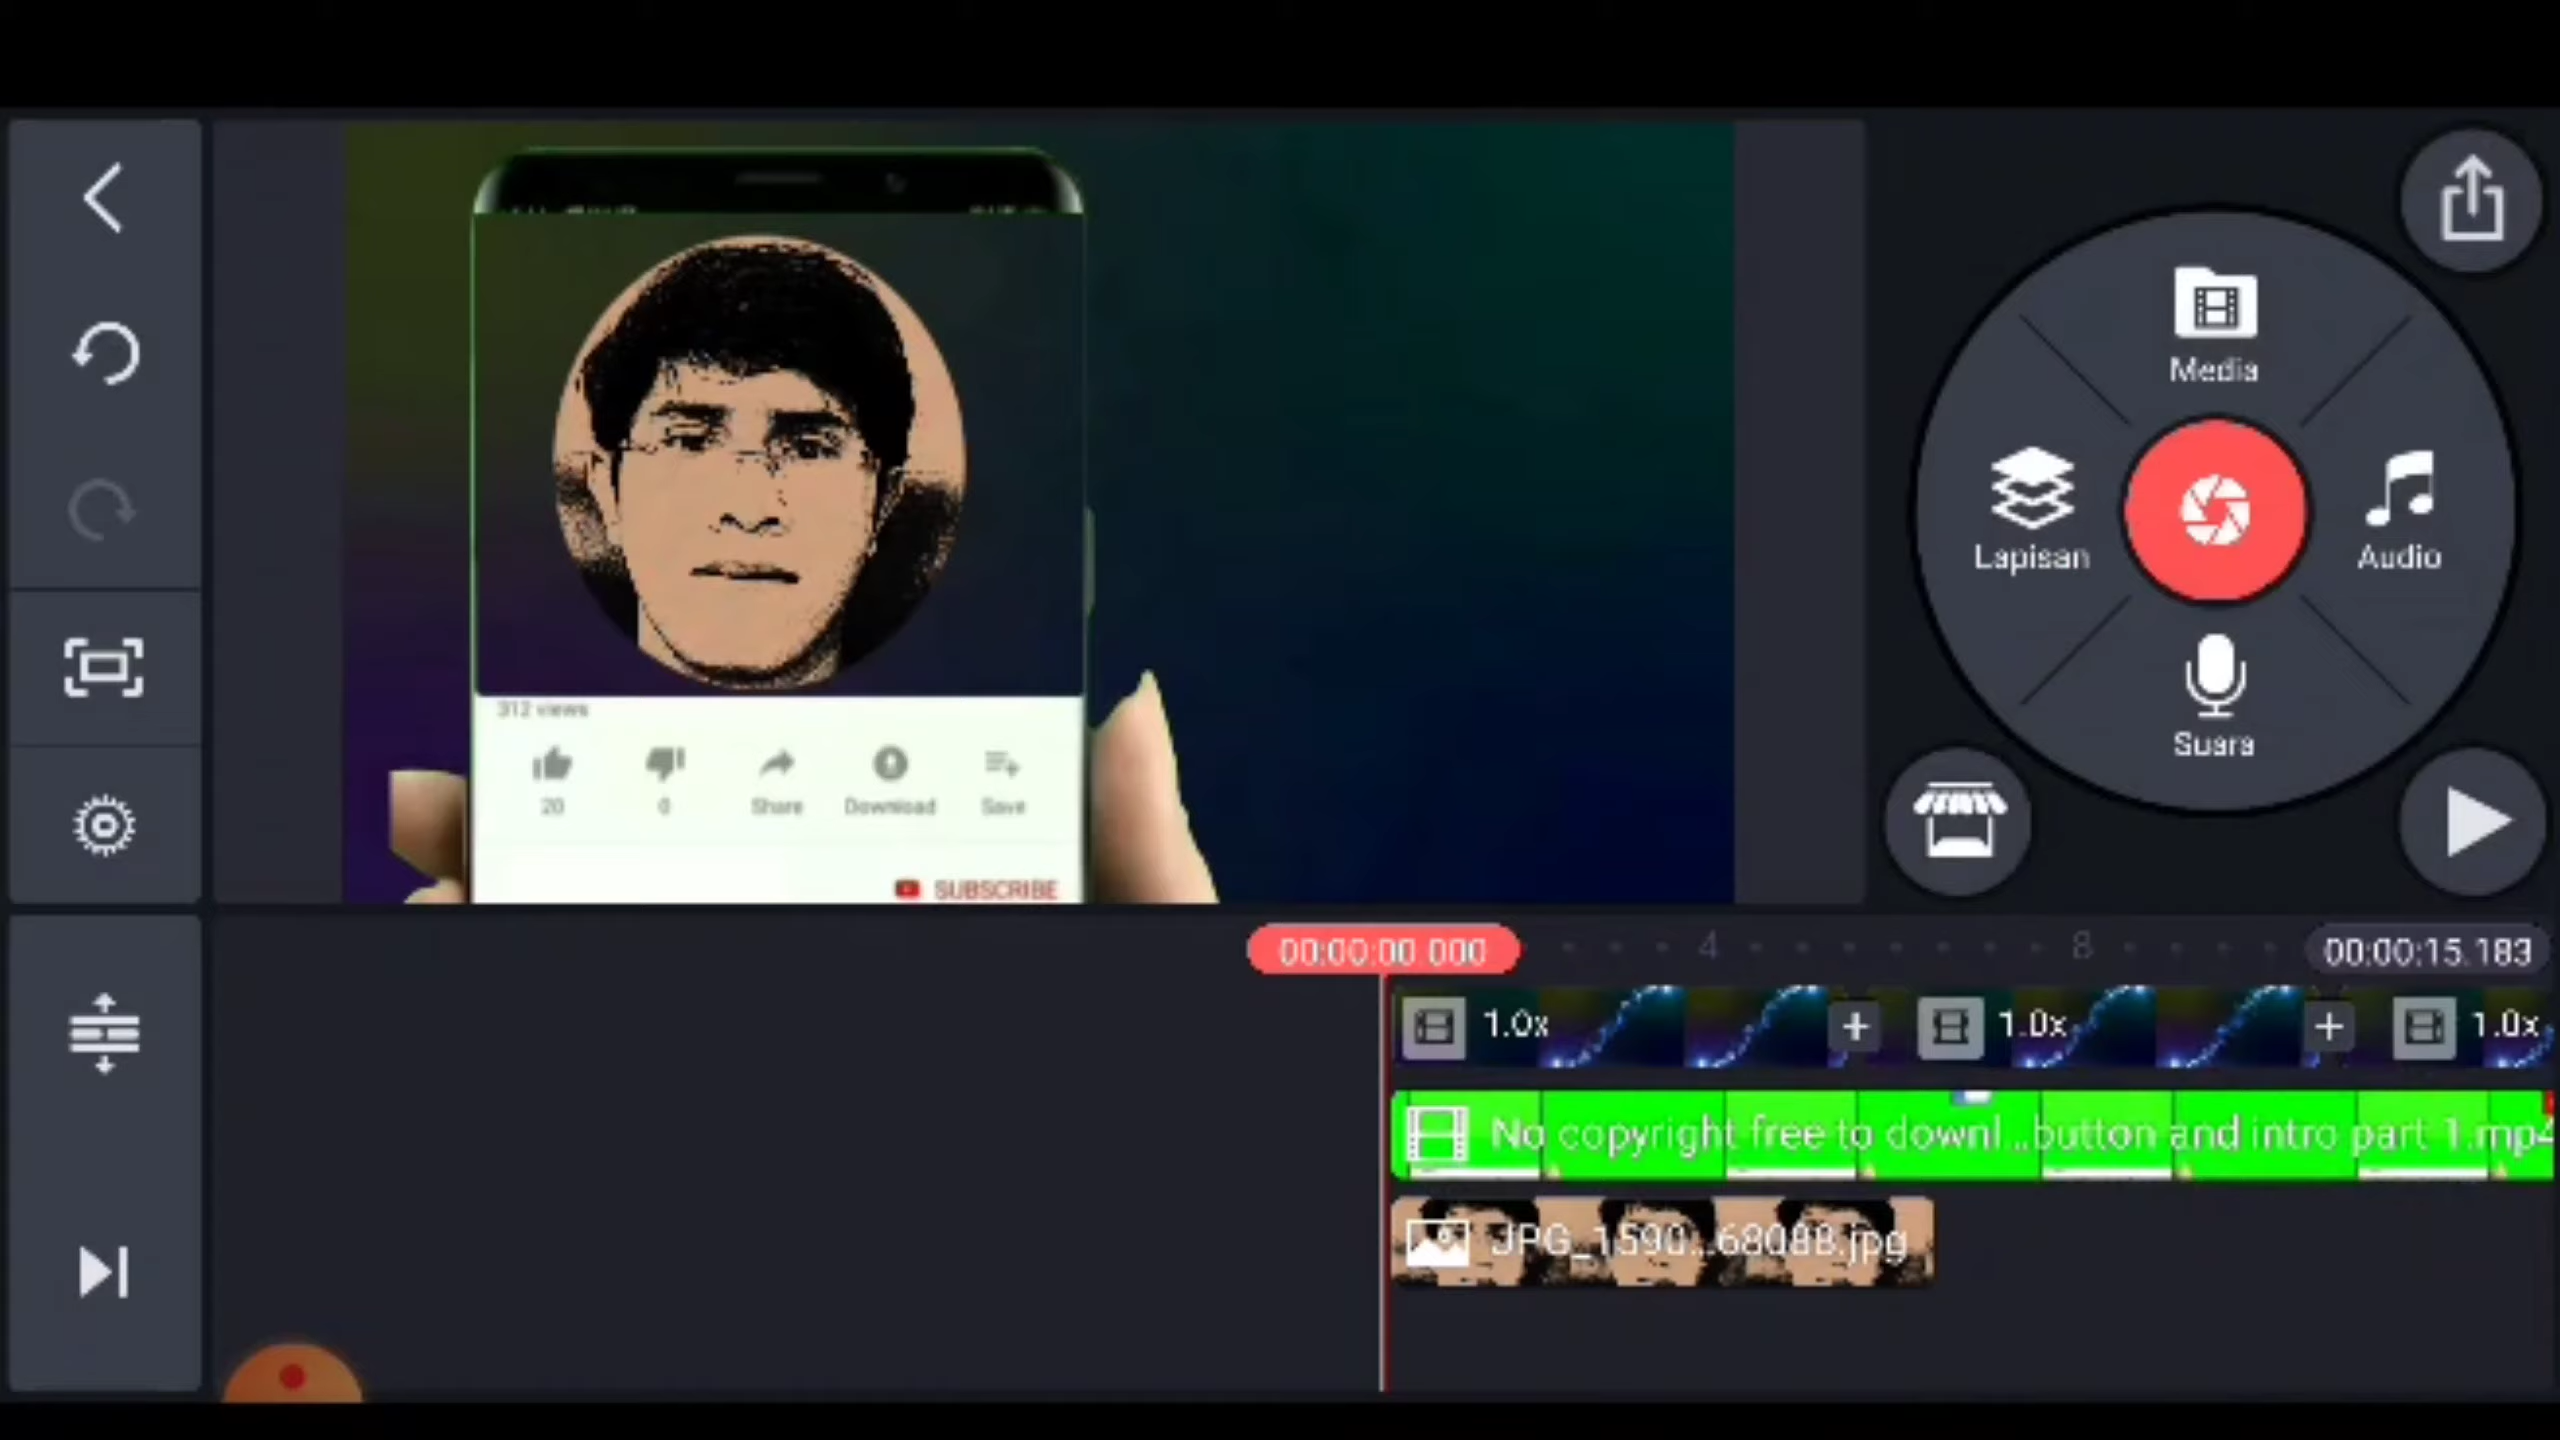 Media
Lapisan
Audio
Suara
312 views
20
0
Share
Download
Save
SUBSCRIBE
00:00:00.000
4
8
00:00:15.183
1.0x
1.0x
1.0x
No copyright free to downl...button and intro part 1.mp4
JPG_1590...68088.jpg